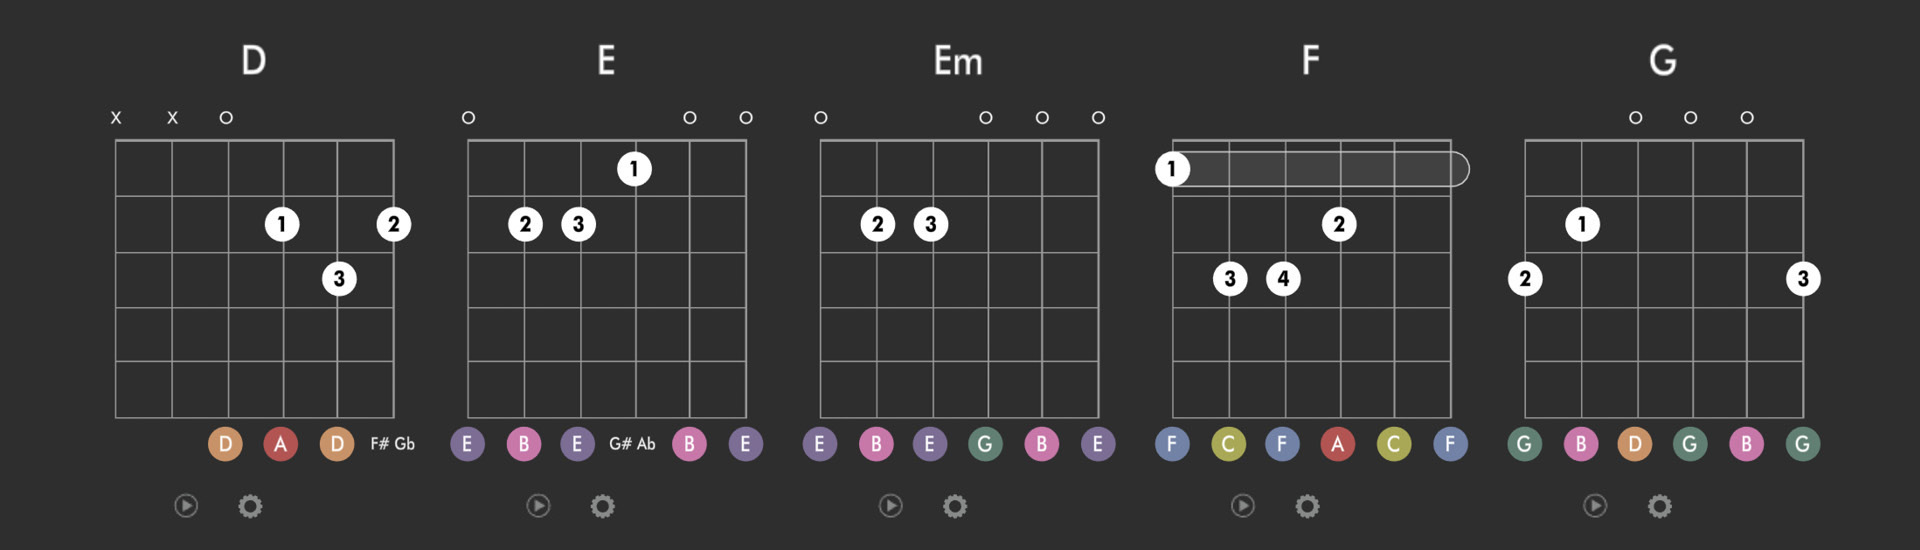 D E Em F G
X X O O O O O O O O O O O
1 1
1 2 2 3 2 3 2 1
3 3 4 2 3
D A D F# Gb E B E G# Ab B E E B E G B E F C F A C F G B D G B G